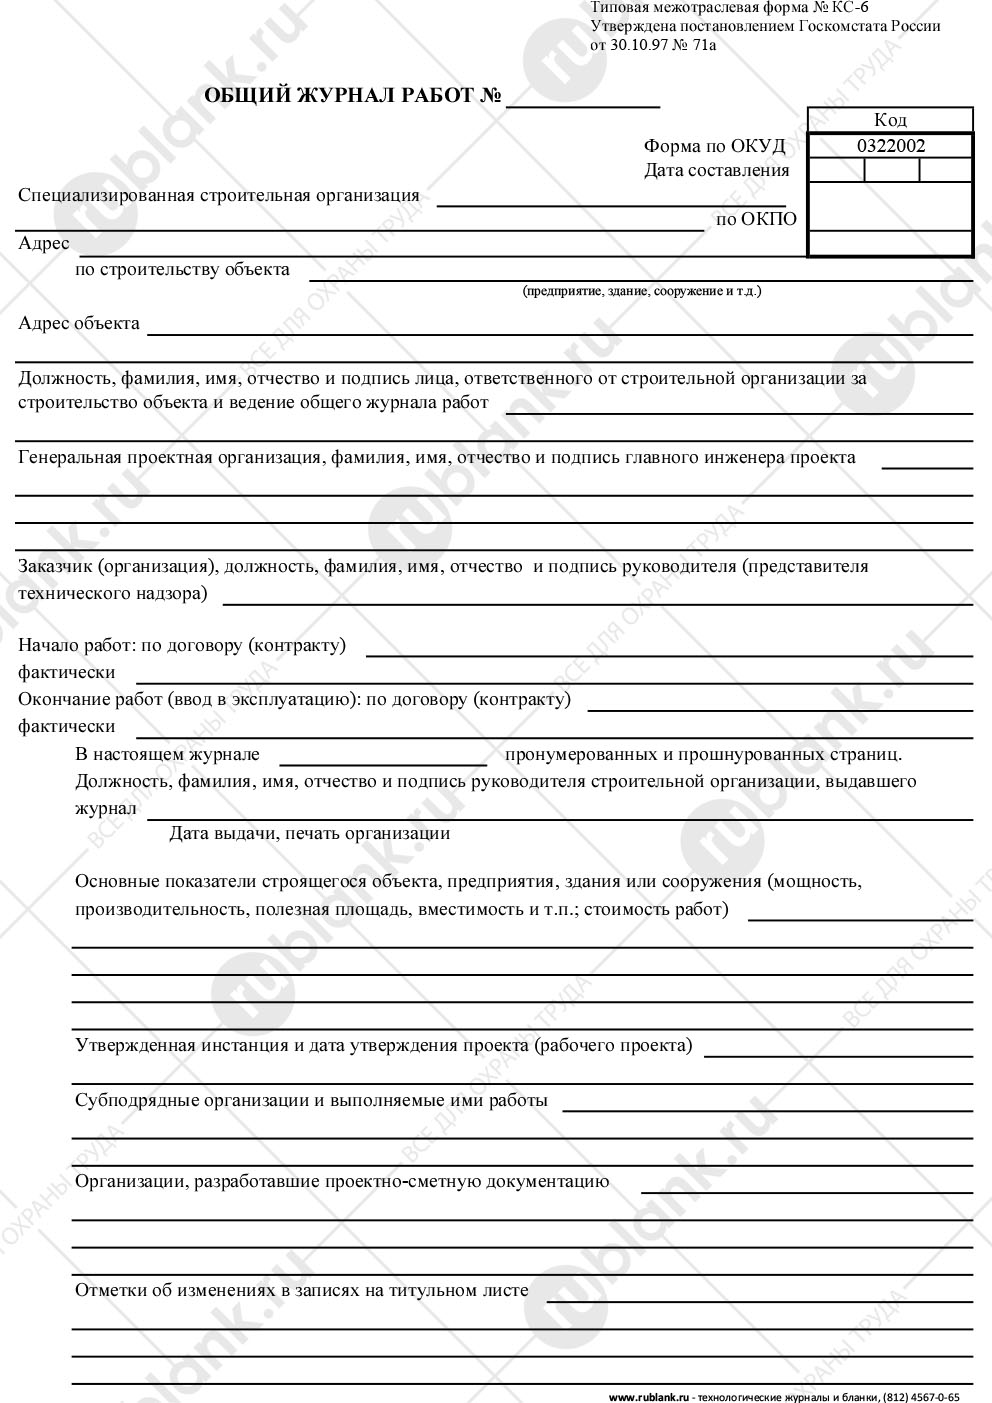 Типовая межотраслевая форма № КС-6
Утверждена постановлением Госкомстата России
от 30.10.97 № 71а
ОБЩИЙ ЖУРНАЛ РАБОТ №
Код
Форма по ОКУД 0322002
Дата составления
Специализированная строительная организация
по ОКПО
Адрес
по строительству объекта
(предприятие, здание, сооружение и т.д.)
Адрес объекта
Должность, фамилия, имя, отчество и подпись лица, ответственного от строительной организации за
строительство объекта и ведение общего журнала работ
Генеральная проектная организация, фамилия, имя, отчество и подпись главного инженера проекта
Заказчик (организация), должность, фамилия, имя, отчество и подпись руководителя (представителя
технического надзора)
Начало работ: по договору (контракту)
фактически
Окончание работ (ввод в эксплуатацию): по договору (контракту)
фактически
В настоящем журнале пронумерованных и прошнурованных страниц.
Должность, фамилия, имя, отчество и подпись руководителя строительной организации, выдавшего
журнал
Дата выдачи, печать организации
Основные показатели строящегося объекта, предприятия, здания или сооружения (мощность,
производительность, полезная площадь, вместимость и т.п.; стоимость работ)
Утвержденная инстанция и дата утверждения проекта (рабочего проекта)
Субподрядные организации и выполняемые ими работы
Организации, разработавшие проектно-сметную документацию
Отметки об изменениях в записях на титульном листе
www.rublank.ru - технологические журналы и бланки, (812) 4567-0-65
rublank.ru
ВСЕ ДЛЯ ОХРАНЫ ТРУДА